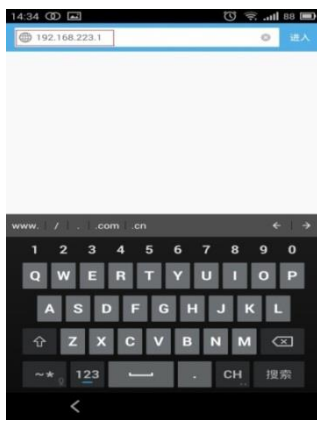 14:34 88
192.168.223.1 进入
www. / . .com .cn
1 2 3 4 5 6 7 8 9 0
Q W E R T Y U I O P
A S D F G H J K L
Z X C V B N M
~* 123 . CH 搜索